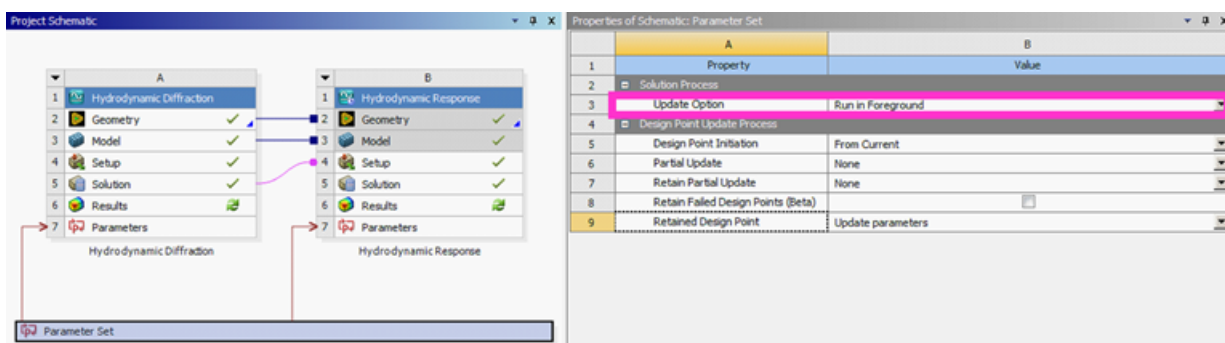 Project Schematic
A
1 Hydrodynamic Diffraction
2 Geometry
3 Model
4 Setup
5 Solution
6 Results
7 Parameters
Hydrodynamic Diffraction
B
1 Hydrodynamic Response
2 Geometry
3 Model
4 Setup
5 Solution
6 Results
7 Parameters
Hydrodynamic Response
Parameter Set
Properties of Schematic: Parameter Set
A B
1 Property Value
2 Solution Process
3 Update Option Run in Foreground
4 Design Point Update Process
5 Design Point Initiation From Current
6 Partial Update None
7 Retain Partial Update None
8 Retain Failed Design Points (Beta)
9 Retained Design Point Update parameters